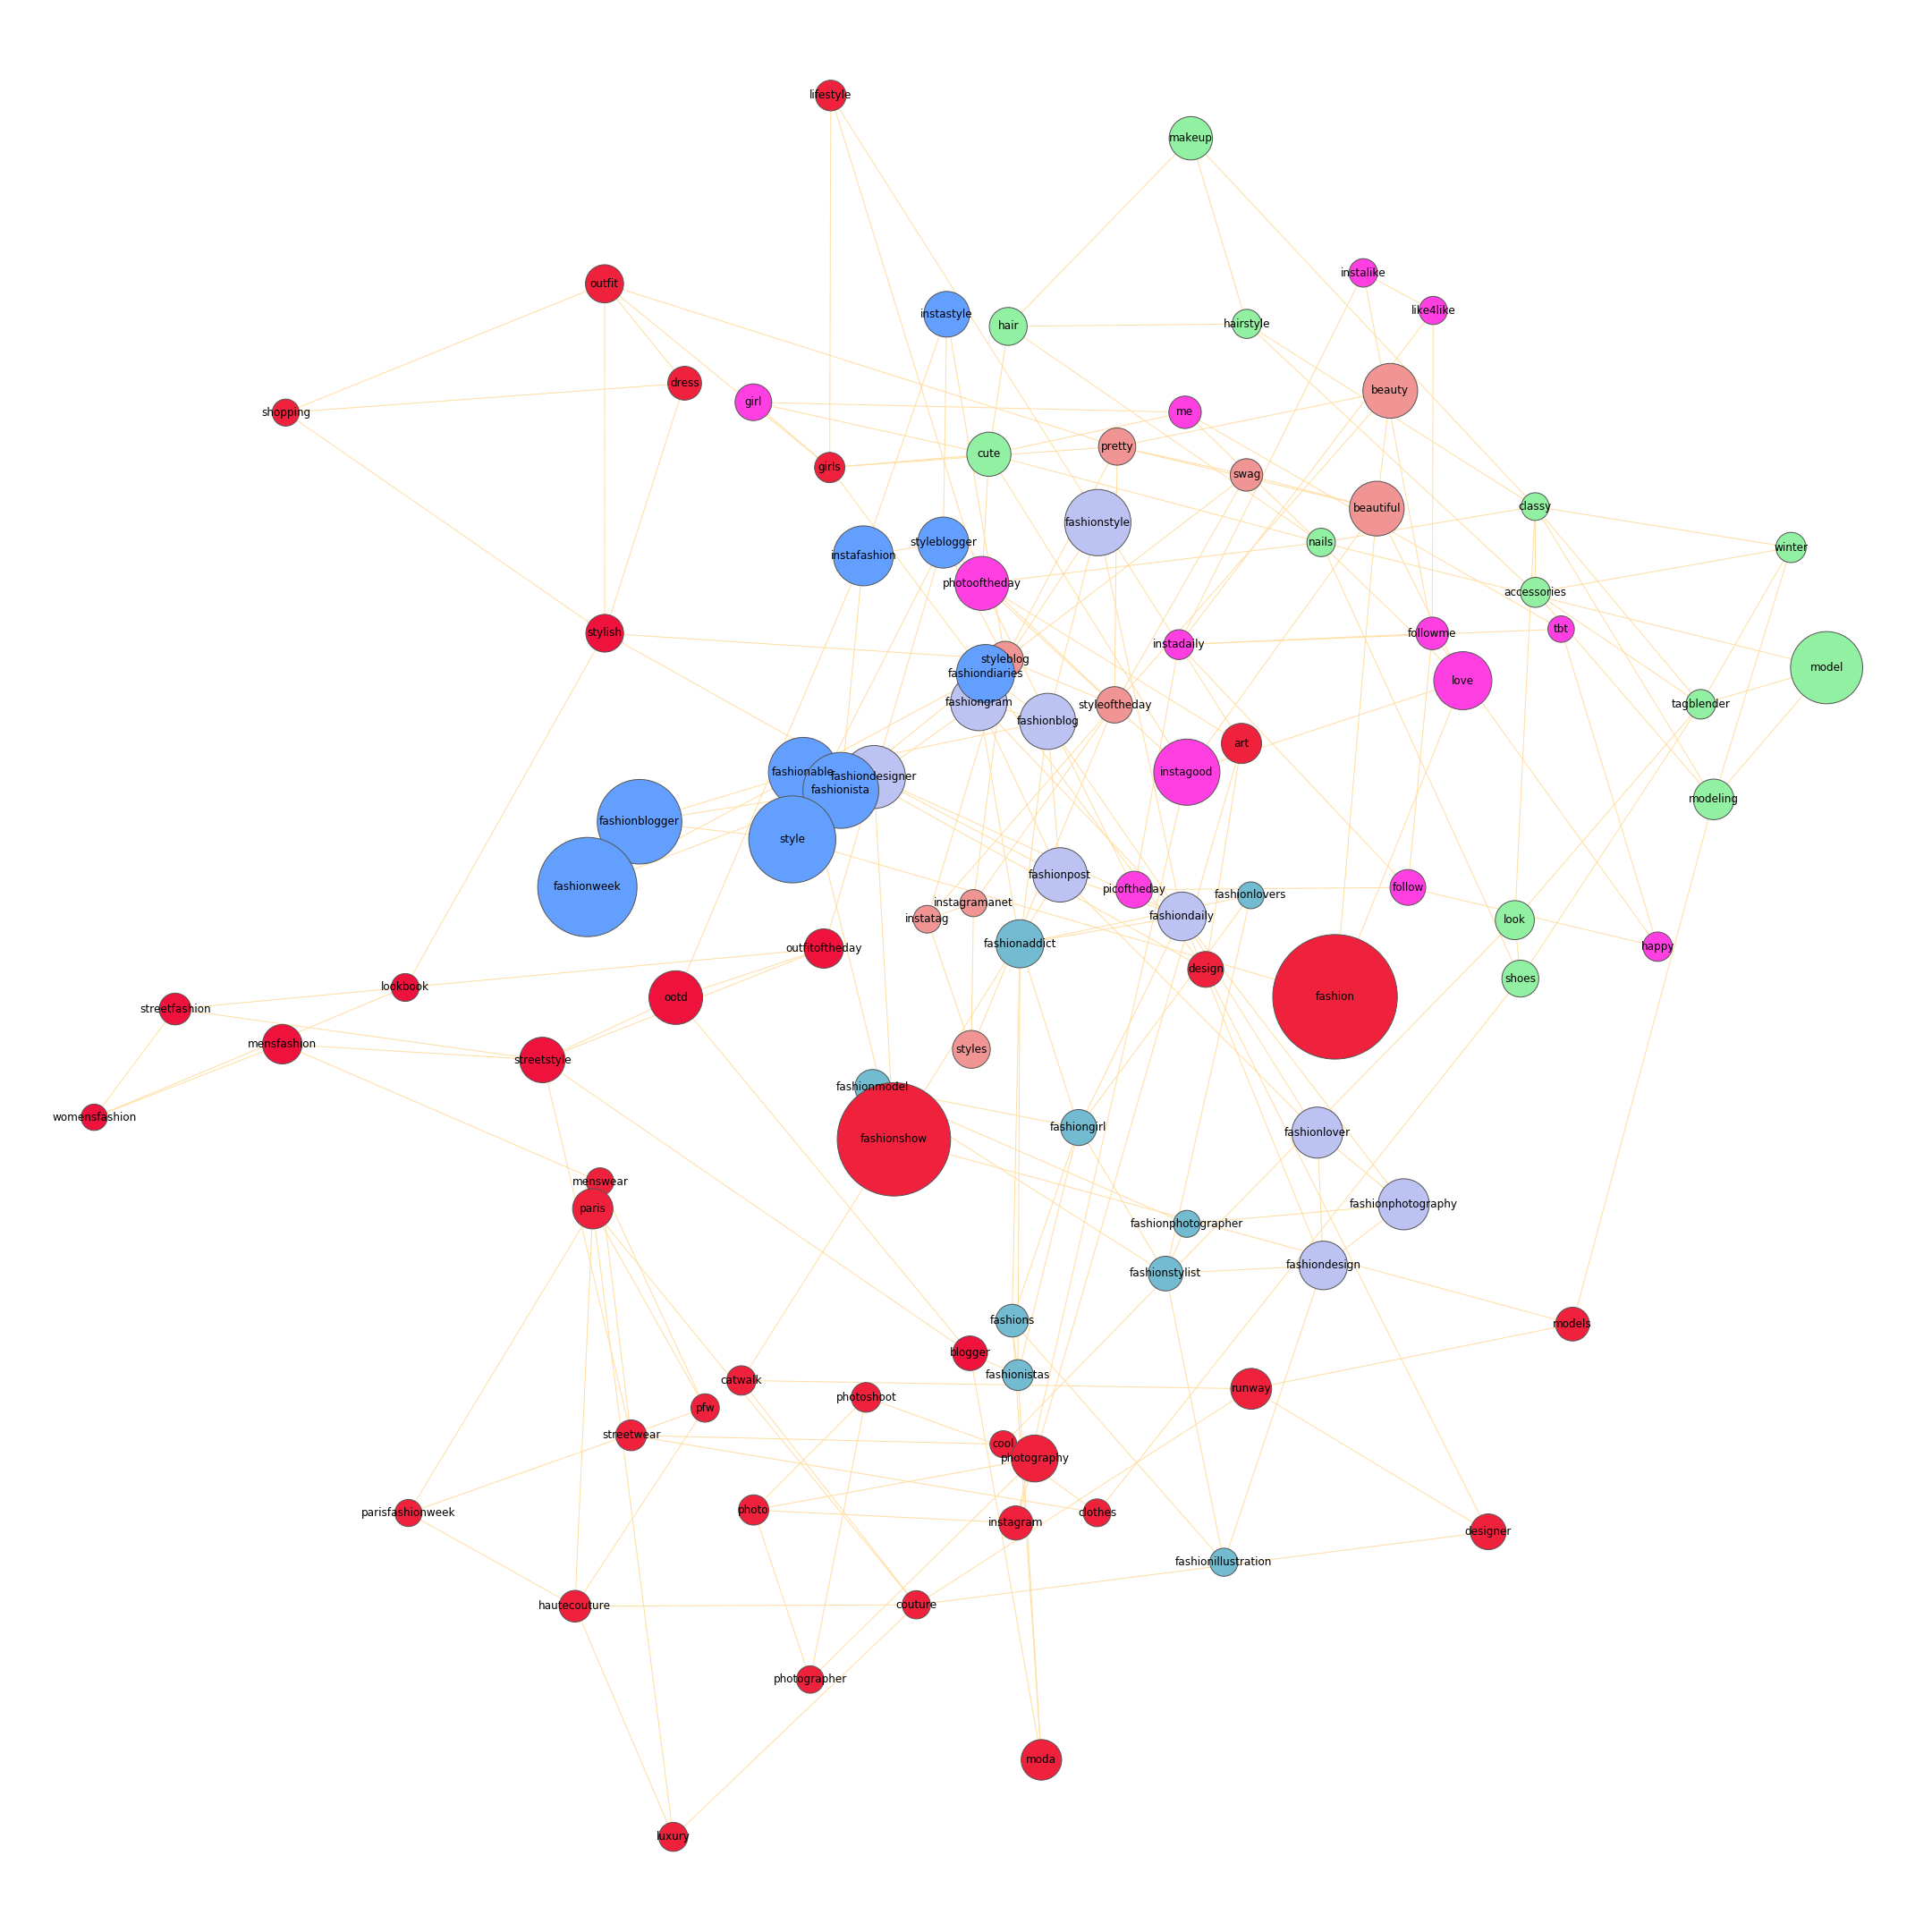 lifestyle
makeup
instalike
outfit
like4like
instastyle
hair
hairstyle
dress
beauty
girl
shopping
me
pretty
cute
girls
swag
classy
beautiful
fashionstyle
styleblogger
nails
winter
instafashion
photooftheday
accessories
tbt
stylish
followme
instadaily
styleblog
model
fashiondiaries
love
fashiongram
styleoftheday
tagblender
fashionblog
art
fashionable
instagood
fashiondesigner
fashionista
modeling
fashionblogger
style
fashionpost
fashionweek
picoftheday
follow
fashionlovers
instagramanet
fashiondaily
instatag
look
fashionaddict
happy
outfitoftheday
design
shoes
lookbook
ootd
fashion
streetfashion
mensfashion
styles
streetstyle
fashionmodel
womensfashion
fashiongirl
fashionlover
fashionshow
menswear
fashionphotography
paris
fashionphotographer
fashiondesign
fashionstylist
fashions
models
blogger
fashionistas
catwalk
runway
photoshoot
pfw
streetwear
cool
photography
photo
parisfashionweek
clothes
instagram
designer
fashionillustration
couture
hautecouture
photographer
moda
luxury